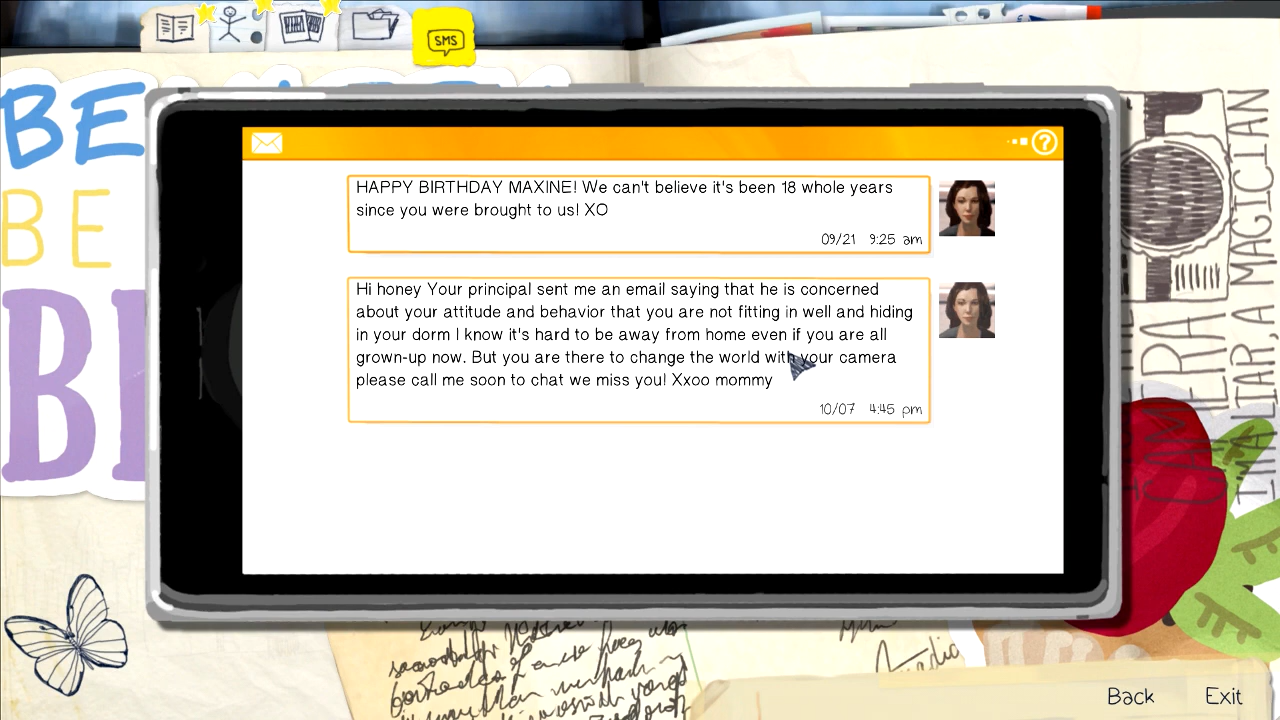 SMS
BE
BE
HAPPY BIRTHDAY MAXINE! We can't believe it's been 18 whole years
since you were brought to us! XO
09/21 9:25 am
Hi honey Your principal sent me an email saying that he is concerned
about your attitude and behavior that you are not fitting in well and hiding
in your dorm I know it's hard to be away from home even if you are all
grown-up now. But you are there to change the world with your camera
please call me soon to chat we miss you! Xxoo mommy
10/07 4:45 pm
CAMERA
LIAR, A MAGICIAN
Back
Exit